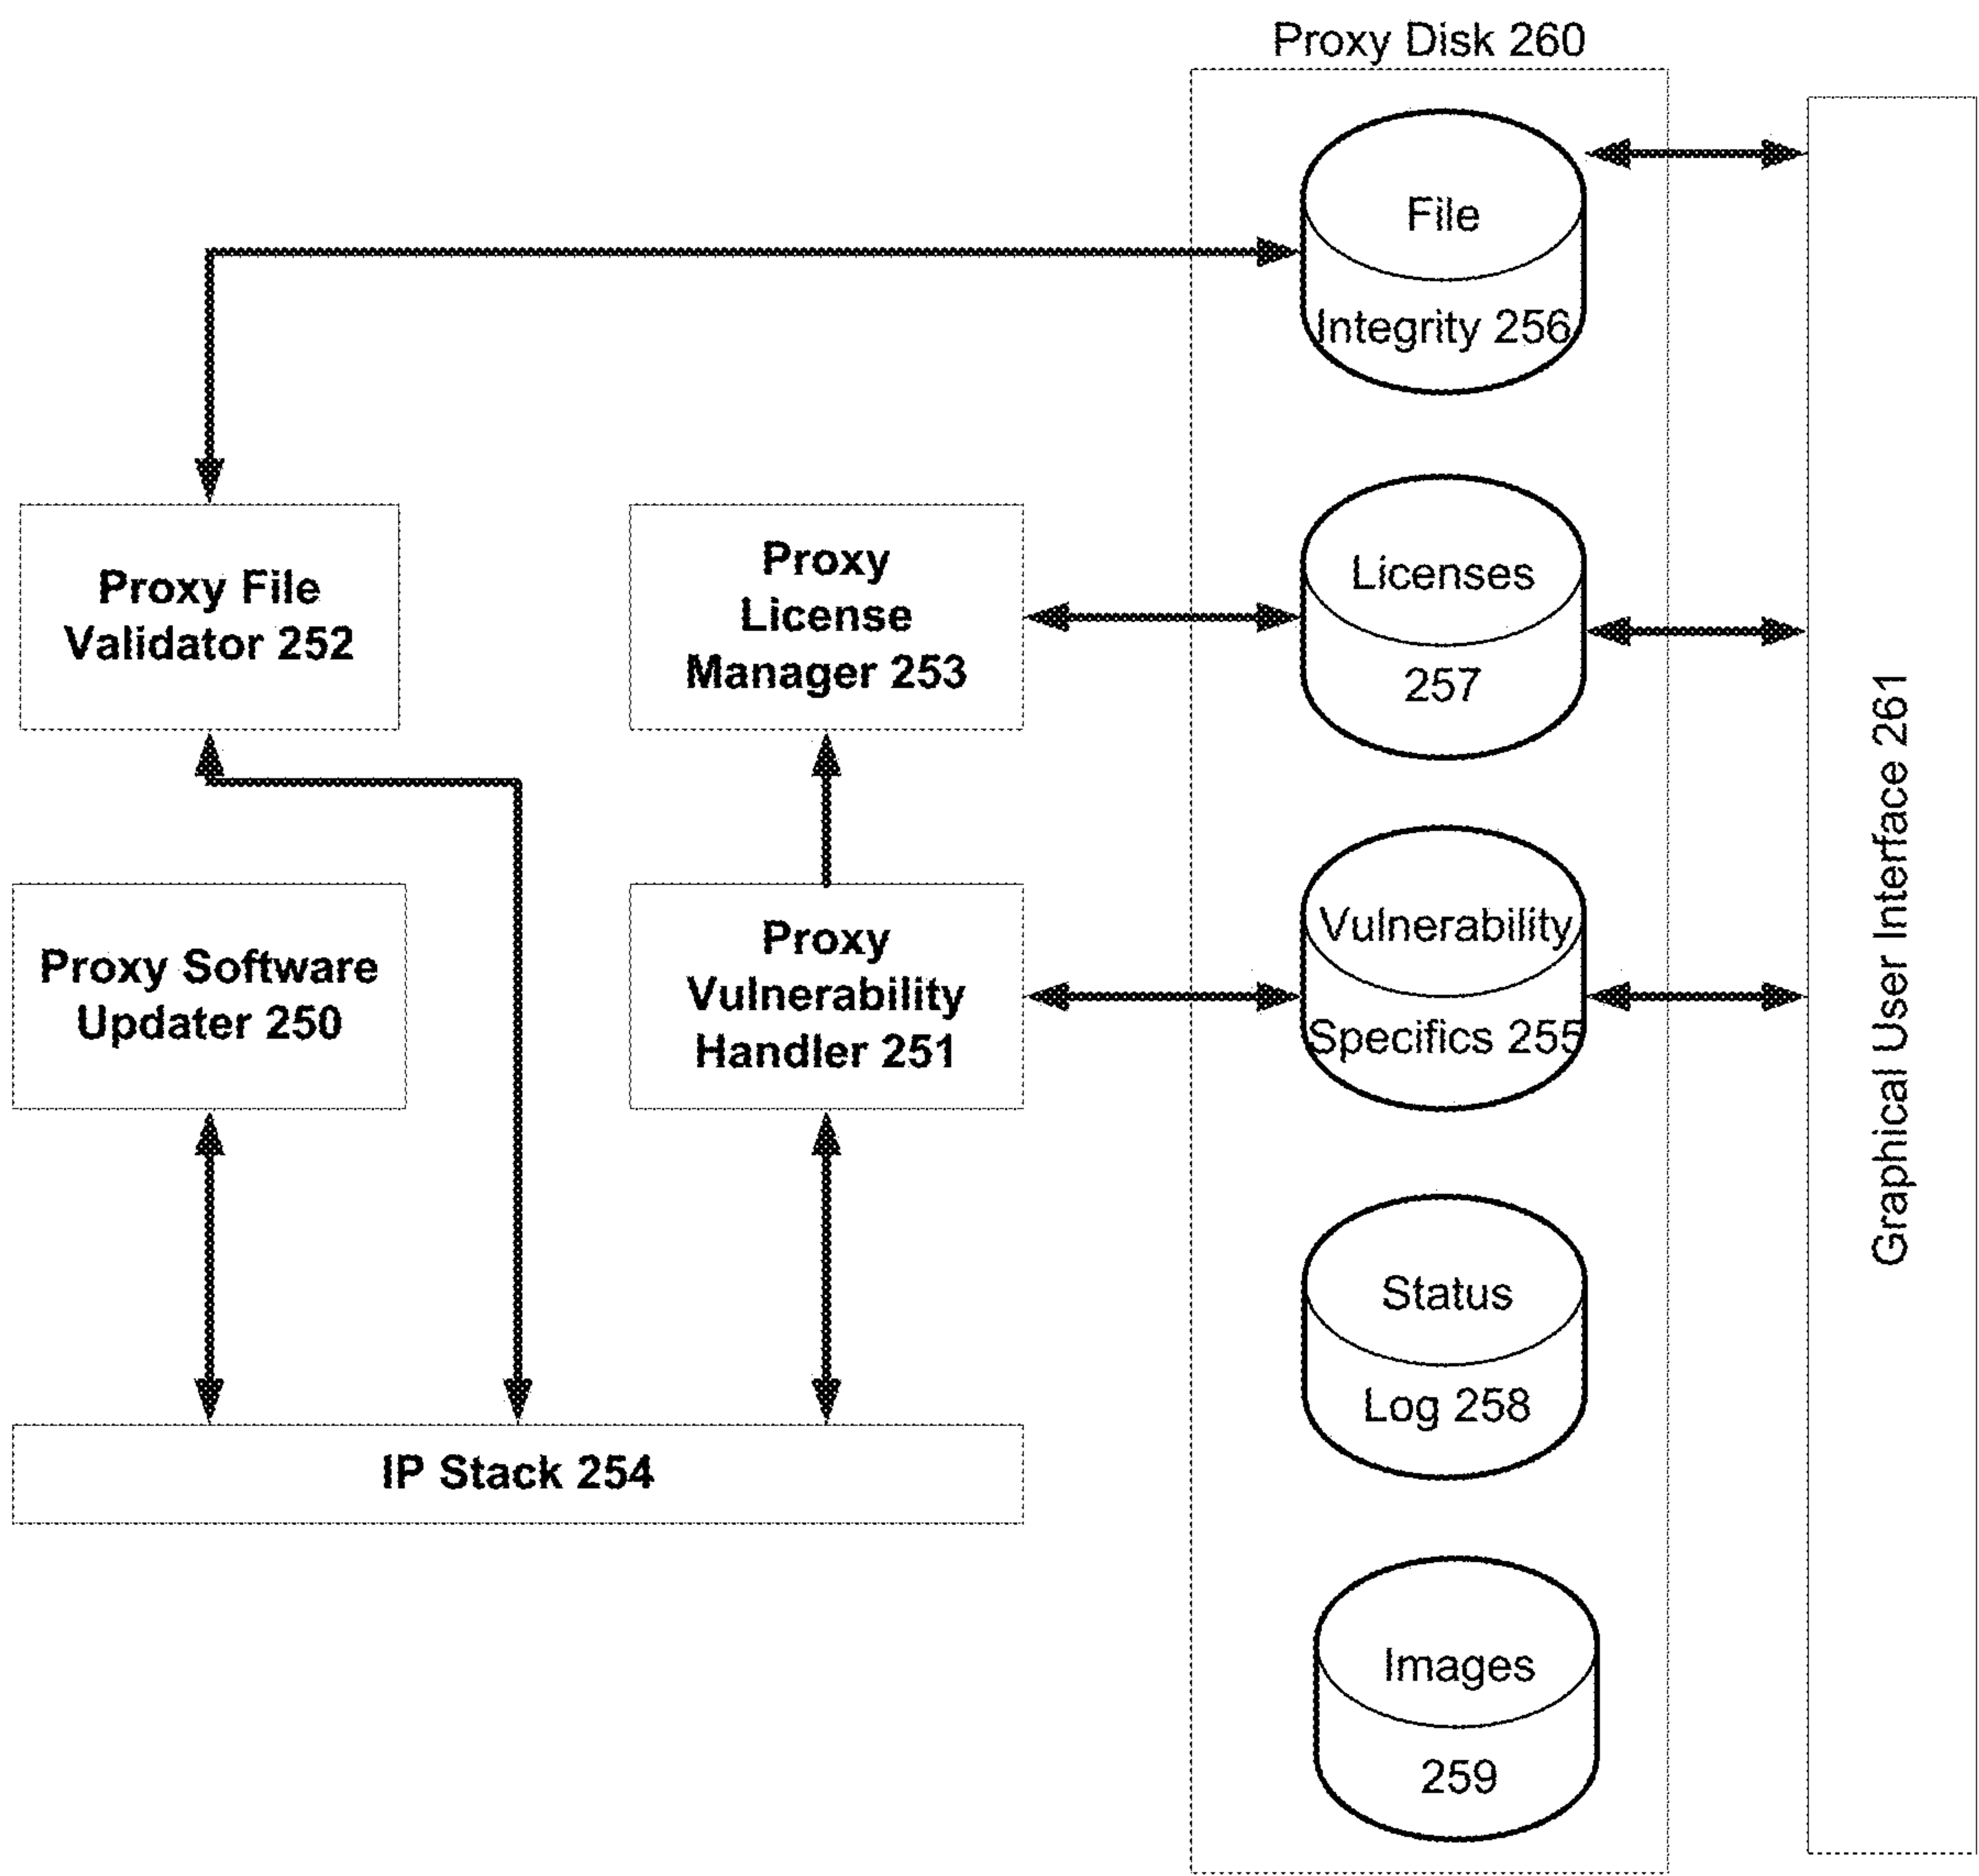 Proxy Disk 260
File
Integrity 256
Proxy File
Validator 252
Proxy
License
Manager 253
Licenses
257
Proxy Software
Updater 250
Proxy
Vulnerability
Handler 251
Vulnerability
Specifics 255
Status
Log 258
IP Stack 254
Images
259
Graphical User Interface 261